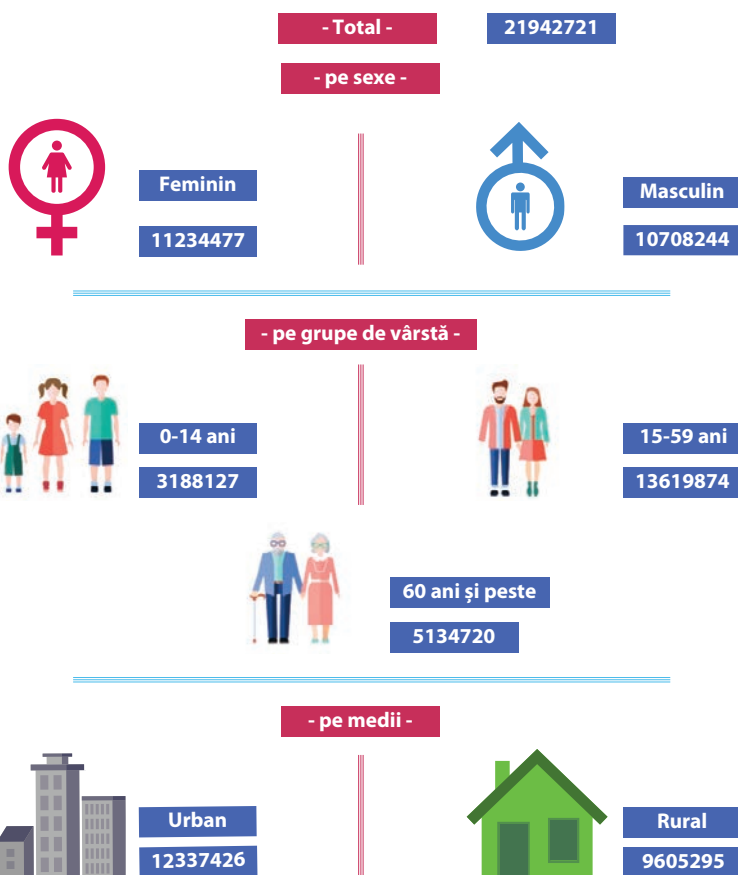 - Total -
21942721
- pe sexe -
Feminin
11234477
Masculin
10708244
- pe grupe de vârstă -
0-14 ani
3188127
15-59 ani
13619874
60 ani și peste
5134720
- pe medii -
Urban
12337426
Rural
9605295